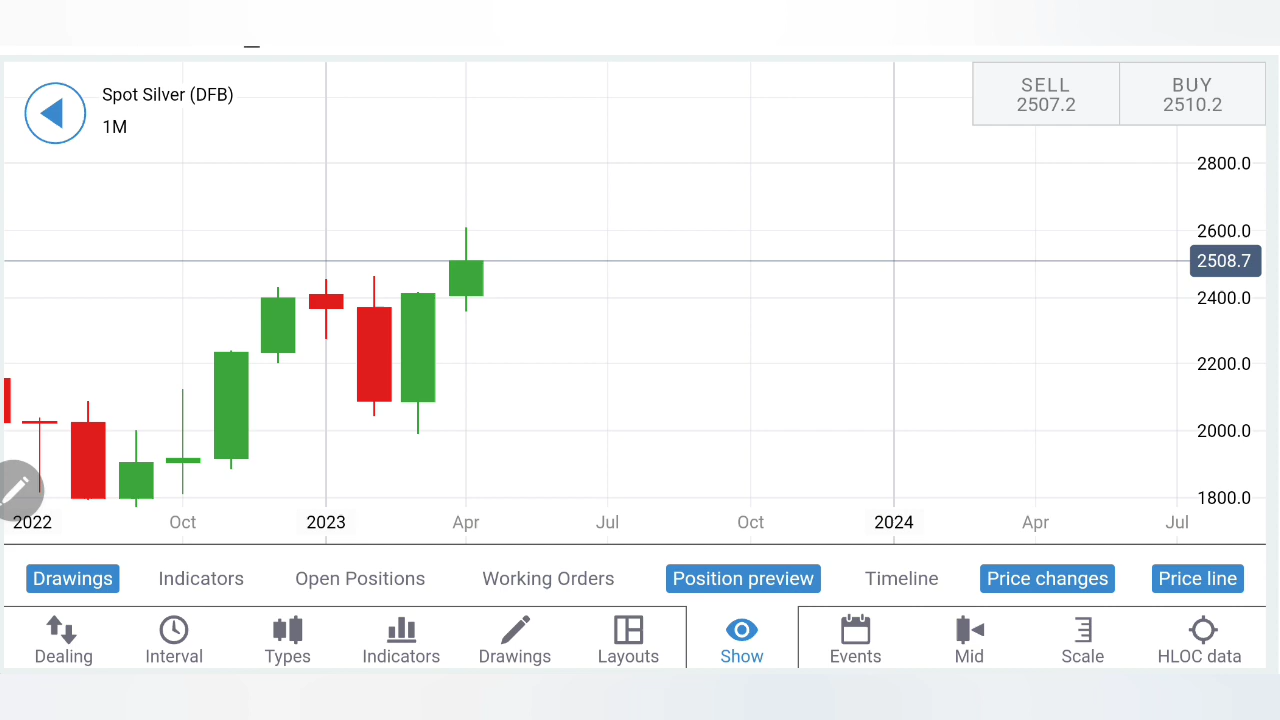 Spot Silver (DFB)
1M
SELL
2507.2
BUY
2510.2
2800.0
2600.0
2508.7
2400.0
2200.0
2000.0
1800.0
2022 Oct 2023 Apr Jul Oct 2024 Apr Jul
Drawings Indicators Open Positions Working Orders Position preview Timeline Price changes Price line
Dealing Interval Types Indicators Drawings Layouts Show Events Mid Scale HLOC data